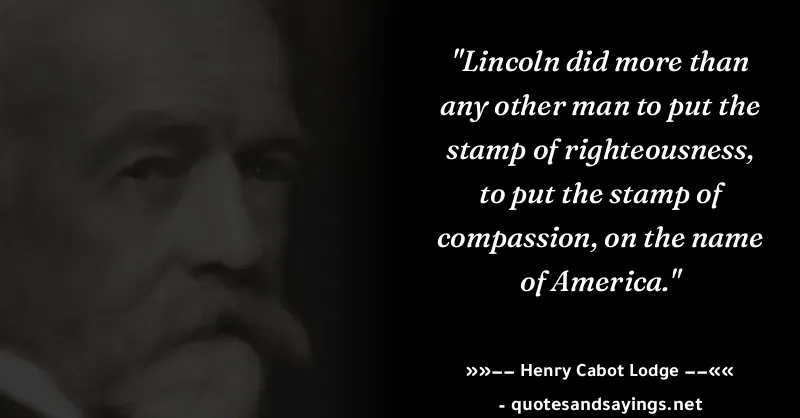 "Lincoln did more than
any other man to put the
stamp of righteousness,
to put the stamp of
compassion, on the name
of America."
»»−− Henry Cabot Lodge −−««
- quotesandsayings.net